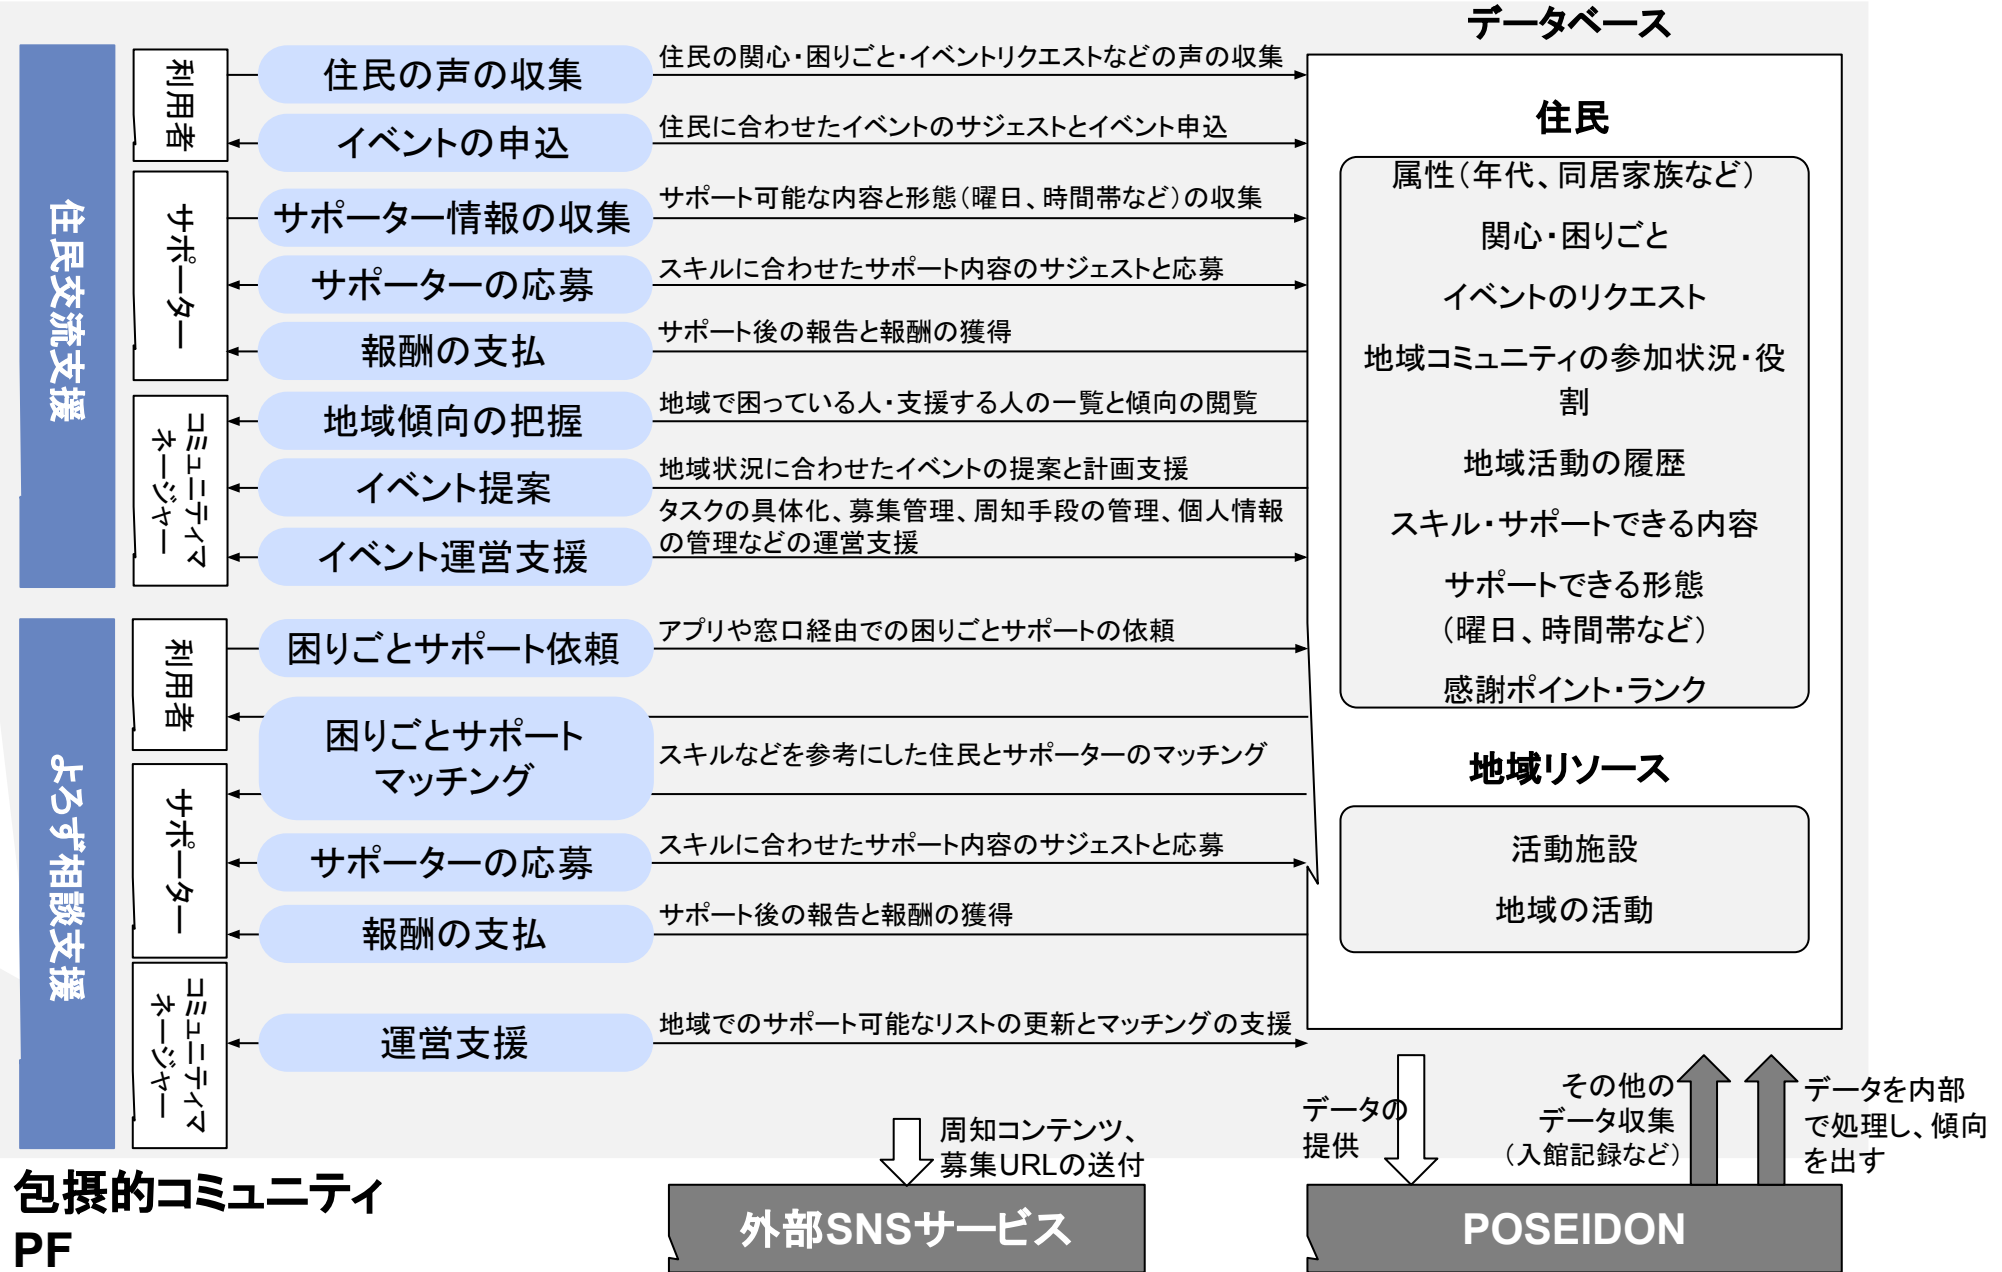 データベース
住民交流支援
利用者
住民の声の収集
住民の関心・困りごと・イベントリクエストなどの声の収集
イベントの申込
住民に合わせたイベントのサジェストとイベント申込
サポーター
サポーター情報の収集
サポート可能な内容と形態(曜日、時間帯など)の収集
サポーターの応募
スキルに合わせたサポート内容のサジェストと応募
報酬の支払
サポート後の報告と報酬の獲得
コミュニティマ
ネージャー
地域傾向の把握
地域で困っている人・支援する人の一覧と傾向の閲覧
イベント提案
地域状況に合わせたイベントの提案と計画支援
イベント運営支援
タスクの具体化、募集管理、周知手段の管理、個人情報
の管理などの運営支援
よろず相談支援
利用者
困りごとサポート依頼
アプリや窓口経由での困りごとサポートの依頼
困りごとサポート
マッチング
スキルなどを参考にした住民とサポーターのマッチング
サポーター
サポーターの応募
スキルに合わせたサポート内容のサジェストと応募
報酬の支払
サポート後の報告と報酬の獲得
コミュニティマ
ネージャー
運営支援
地域でのサポート可能なリストの更新とマッチングの支援
住民
属性(年代、同居家族など)
関心・困りごと
イベントのリクエスト
地域コミュニティの参加状況・役
割
地域活動の履歴
スキル・サポートできる内容
サポートできる形態
(曜日、時間帯など)
感謝ポイント・ランク
地域リソース
活動施設
地域の活動
周知コンテンツ、
募集URLの送付
データの
提供
その他の
データ収集
(入館記録など)
データを内部
で処理し、傾向
を出す
包摂的コミュニティ
PF
外部SNSサービス
POSEIDON